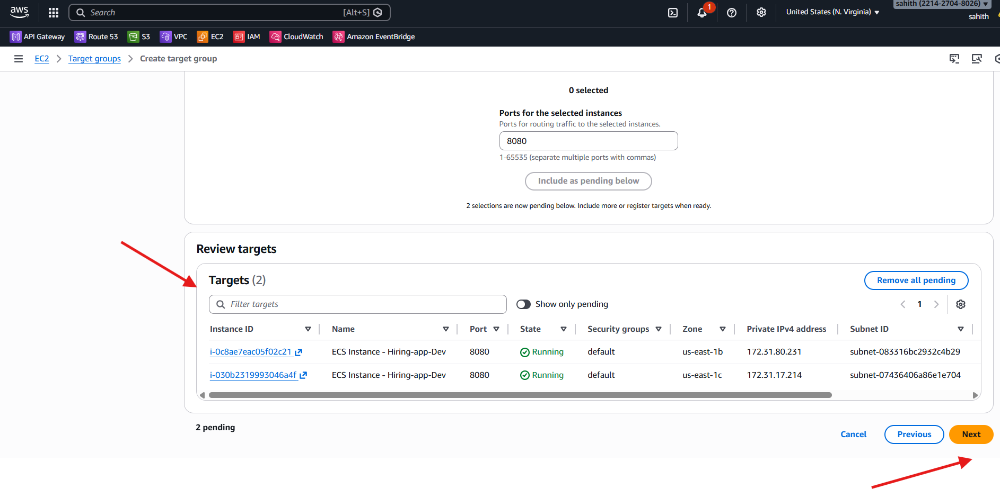 aws
Search [Alt+S]
1
United States (N. Virginia)
sahith (2214-2704-8026)
sahith
API Gateway Route 53 S3 VPC EC2 IAM CloudWatch Amazon EventBridge
EC2 Target groups Create target group
0 selected
Ports for the selected instances
Ports for routing traffic to the selected instances.
8080
1-65535 (separate multiple ports with commas)
Include as pending below
2 selections are now pending below. Include more or register targets when ready.
Review targets
Targets (2)
Remove all pending
Filter targets
Show only pending
1
Instance ID Name Port State Security groups Zone Private IPv4 address Subnet ID
i-0c8ae7eac05f02c21 ECS Instance - Hiring-app-Dev 8080 Running default us-east-1b 172.31.80.231 subnet-083316bc2932c4b29
i-030b2319993046a4f ECS Instance - Hiring-app-Dev 8080 Running default us-east-1c 172.31.17.214 subnet-07436406a86e1e704
2 pending
Cancel Previous Next